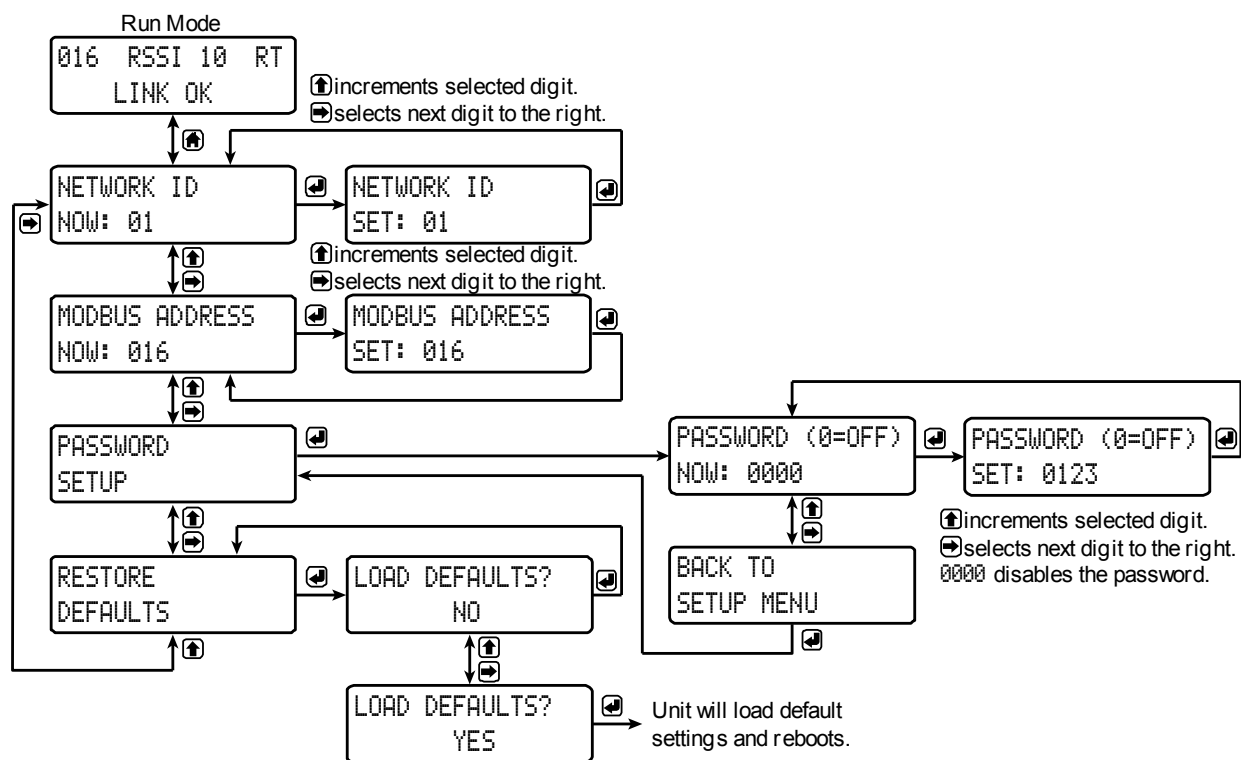 Run Mode
016 RSSI 10 RT
LINK OK
increments selected digit.
selects next digit to the right.
NETWORK ID
NOW: 01
NETWORK ID
SET: 01
increments selected digit.
selects next digit to the right.
MODBUS ADDRESS
NOW: 016
MODBUS ADDRESS
SET: 016
PASSWORD
SETUP
PASSWORD (0=OFF)
NOW: 0000
PASSWORD (0=OFF)
SET: 0123
increments selected digit.
selects next digit to the right.
0000 disables the password.
BACK TO
SETUP MENU
RESTORE
DEFAULTS
LOAD DEFAULTS?
NO
LOAD DEFAULTS?
YES
Unit will load default
settings and reboots.